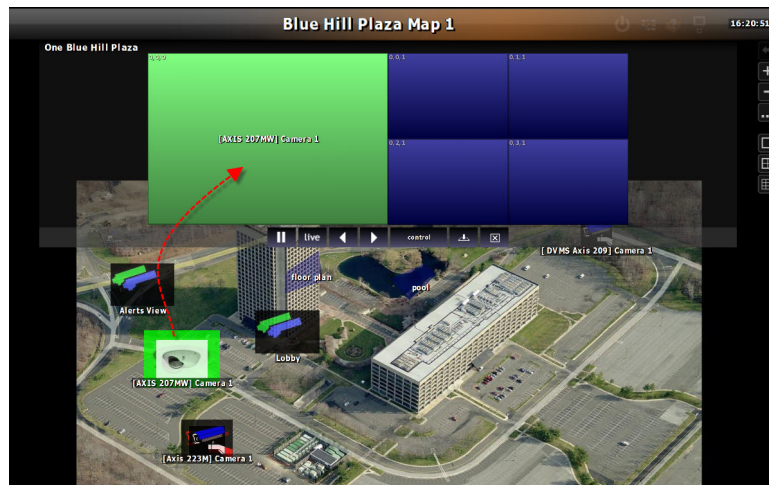 Blue Hill Plaza Map 1
16:20:51
One Blue Hill Plaza
0,0,1
0,1,1
[AXIS 207MW] Camera 1
0,2,1
0,3,1
live
control
[DVMS Axis 209] Camera 1
floor plan
pool
Alerts View
Lobby
[AXIS 207MW] Camera 1
[Axis 223M] Camera 1